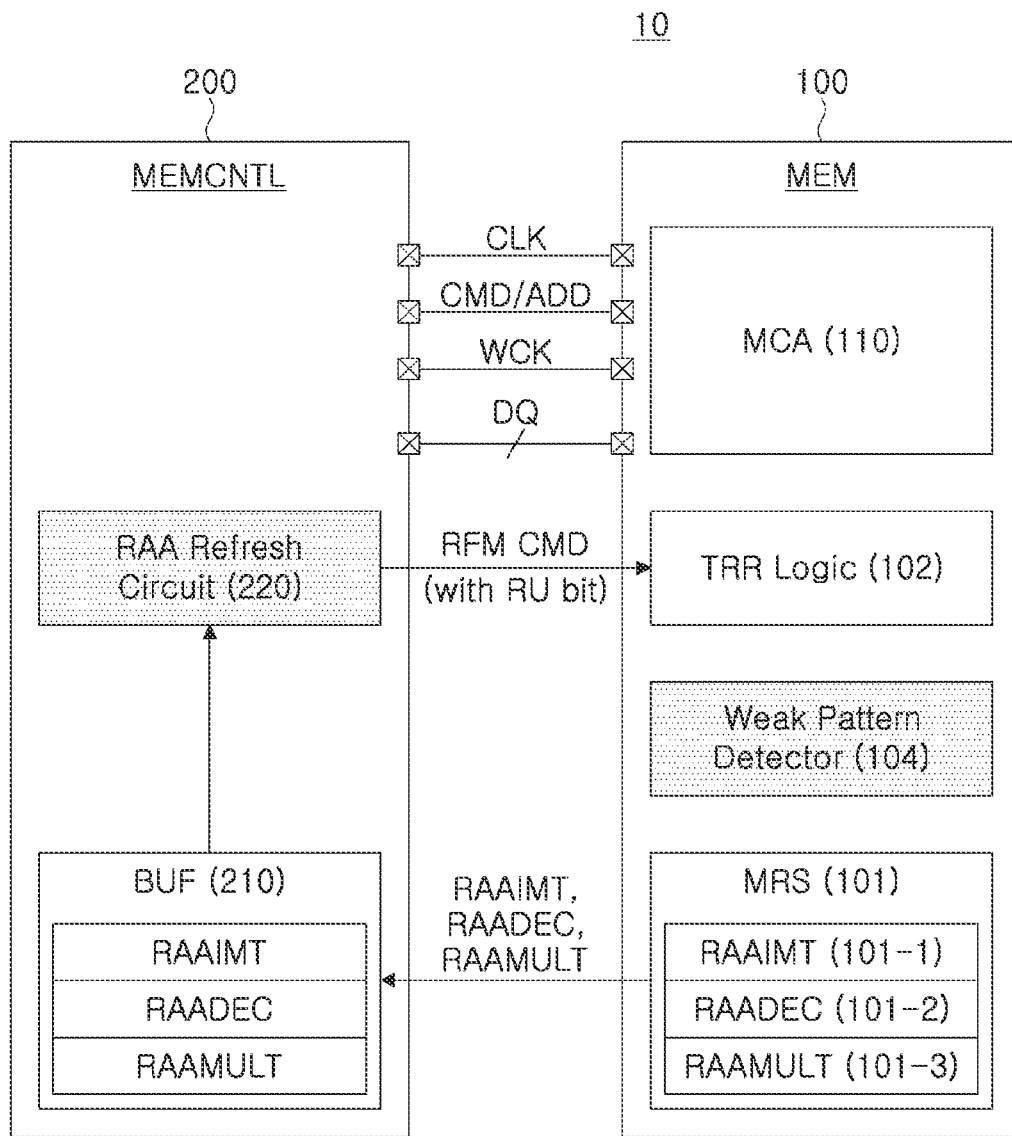 10
200
100
MEMCNTL
MEM
CLK
CMD/ADD
WCK
DQ
MCA (110)
RAA Refresh
Circuit (220)
RFM CMD
(with RU bit)
TRR Logic (102)
Weak Pattern
Detector (104)
BUF (210)
RAAIMT
RAADEC
RAAMULT
RAAIMT,
RAADEC,
RAAMULT
MRS (101)
RAAIMT (101-1)
RAADEC (101-2)
RAAMULT (101-3)